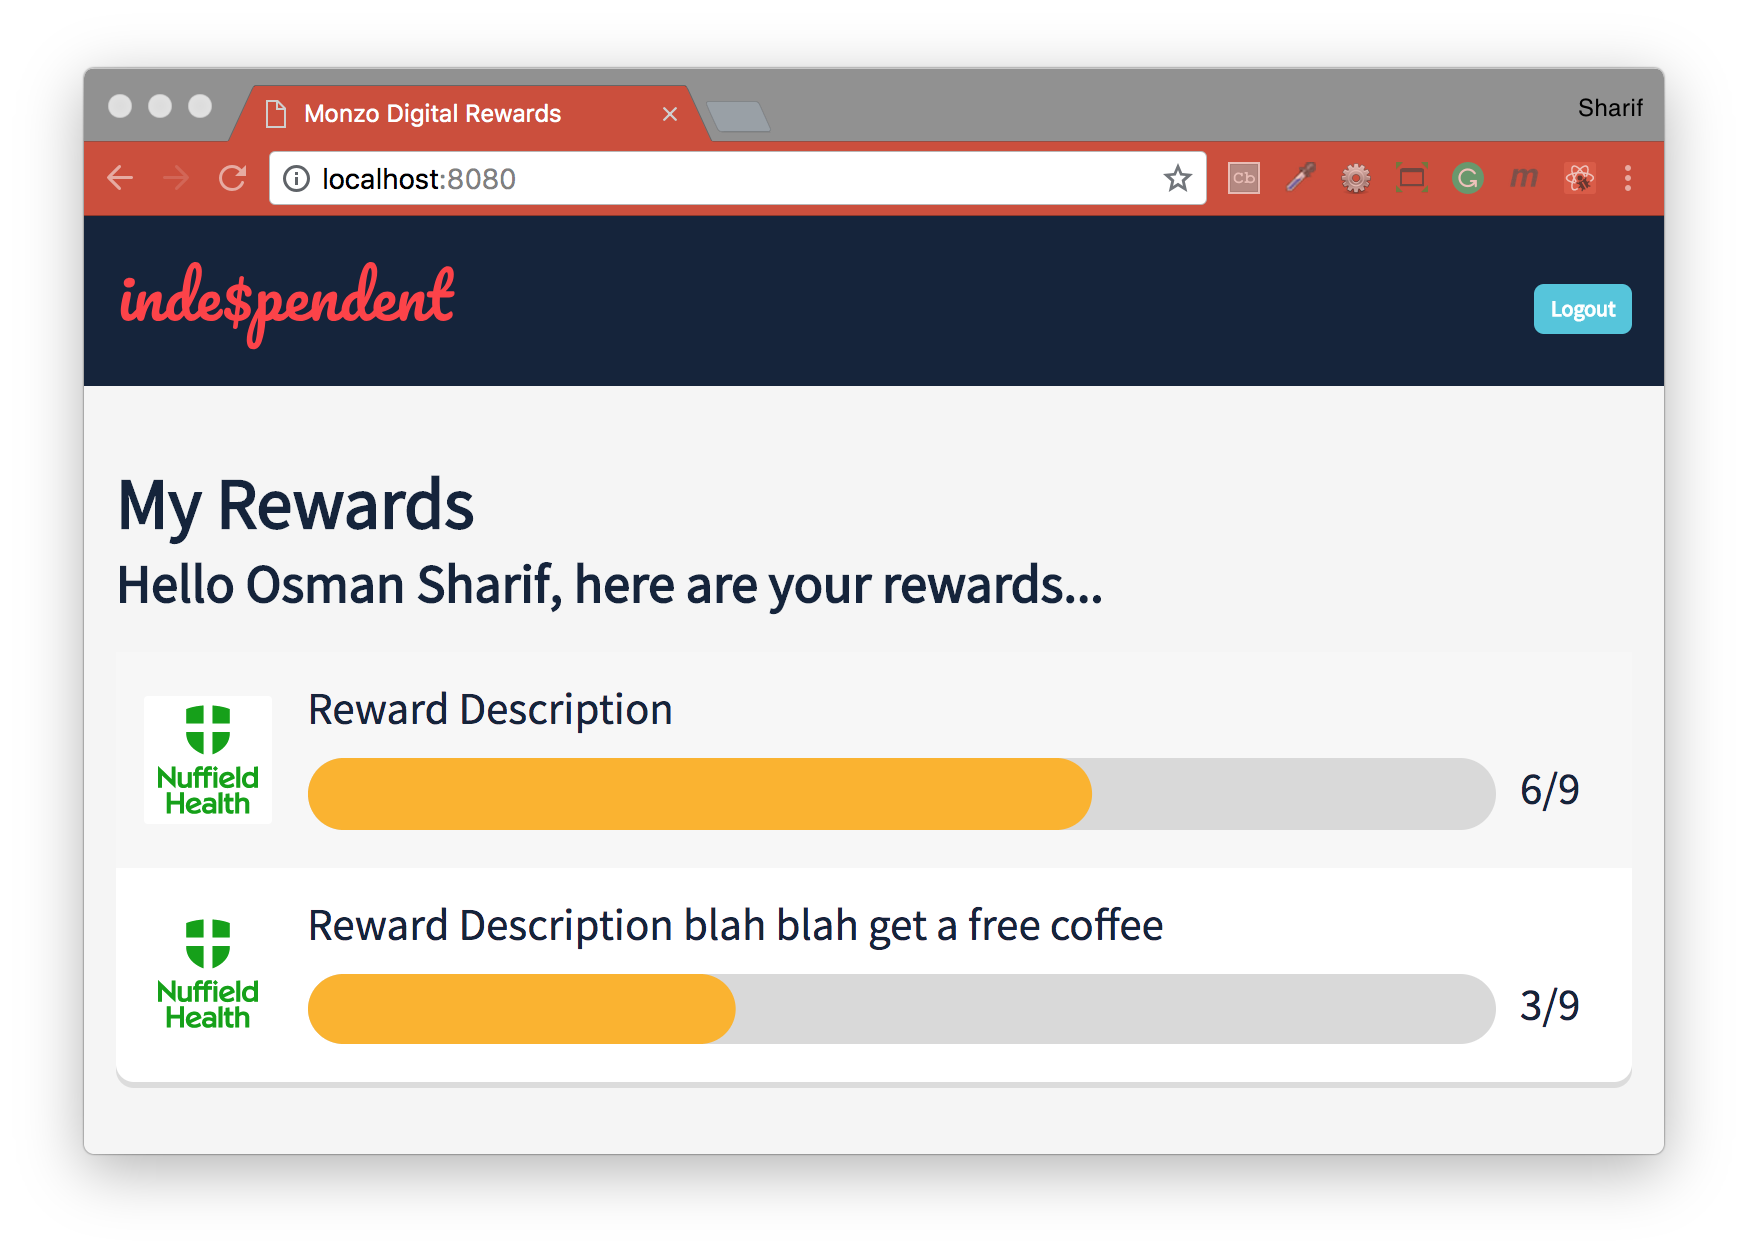 Monzo Digital Rewards
Sharif
localhost:8080
cb
m
inde$pendent
Logout
My Rewards
Hello Osman Sharif, here are your rewards...
Nuffield
Health
Reward Description
6/9
Nuffield
Health
Reward Description blah blah get a free coffee
3/9